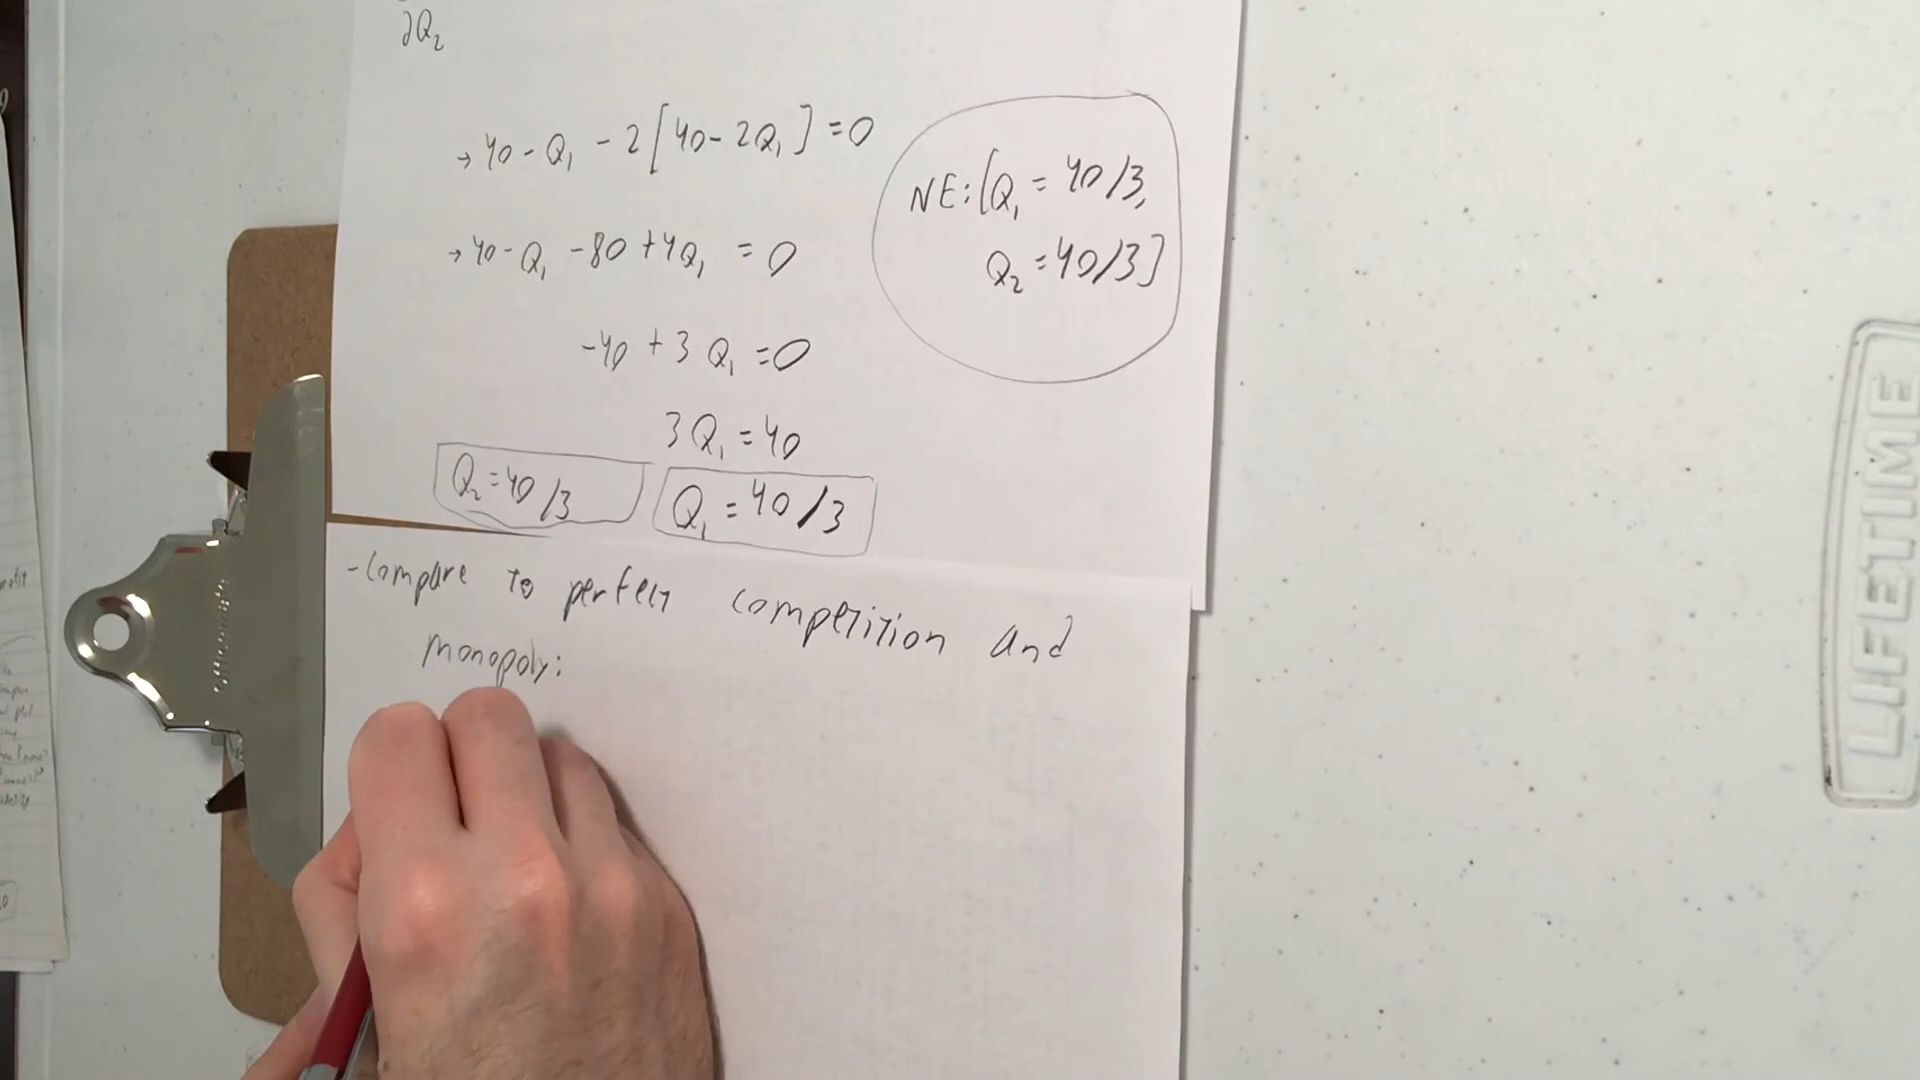 ∂Q₂
→ 40 - Q₁ - 2[40 - 2Q₁] = 0
NE: [Q₁ = 40/3,
Q₂ = 40/3]
→ 40 - Q₁ - 80 + 4Q₁ = 0
-40 + 3Q₁ = 0
3Q₁ = 40
Q₂ = 40/3
Q₁ = 40/3
- Compare to perfect competition and
monopoly:
LIFETIME